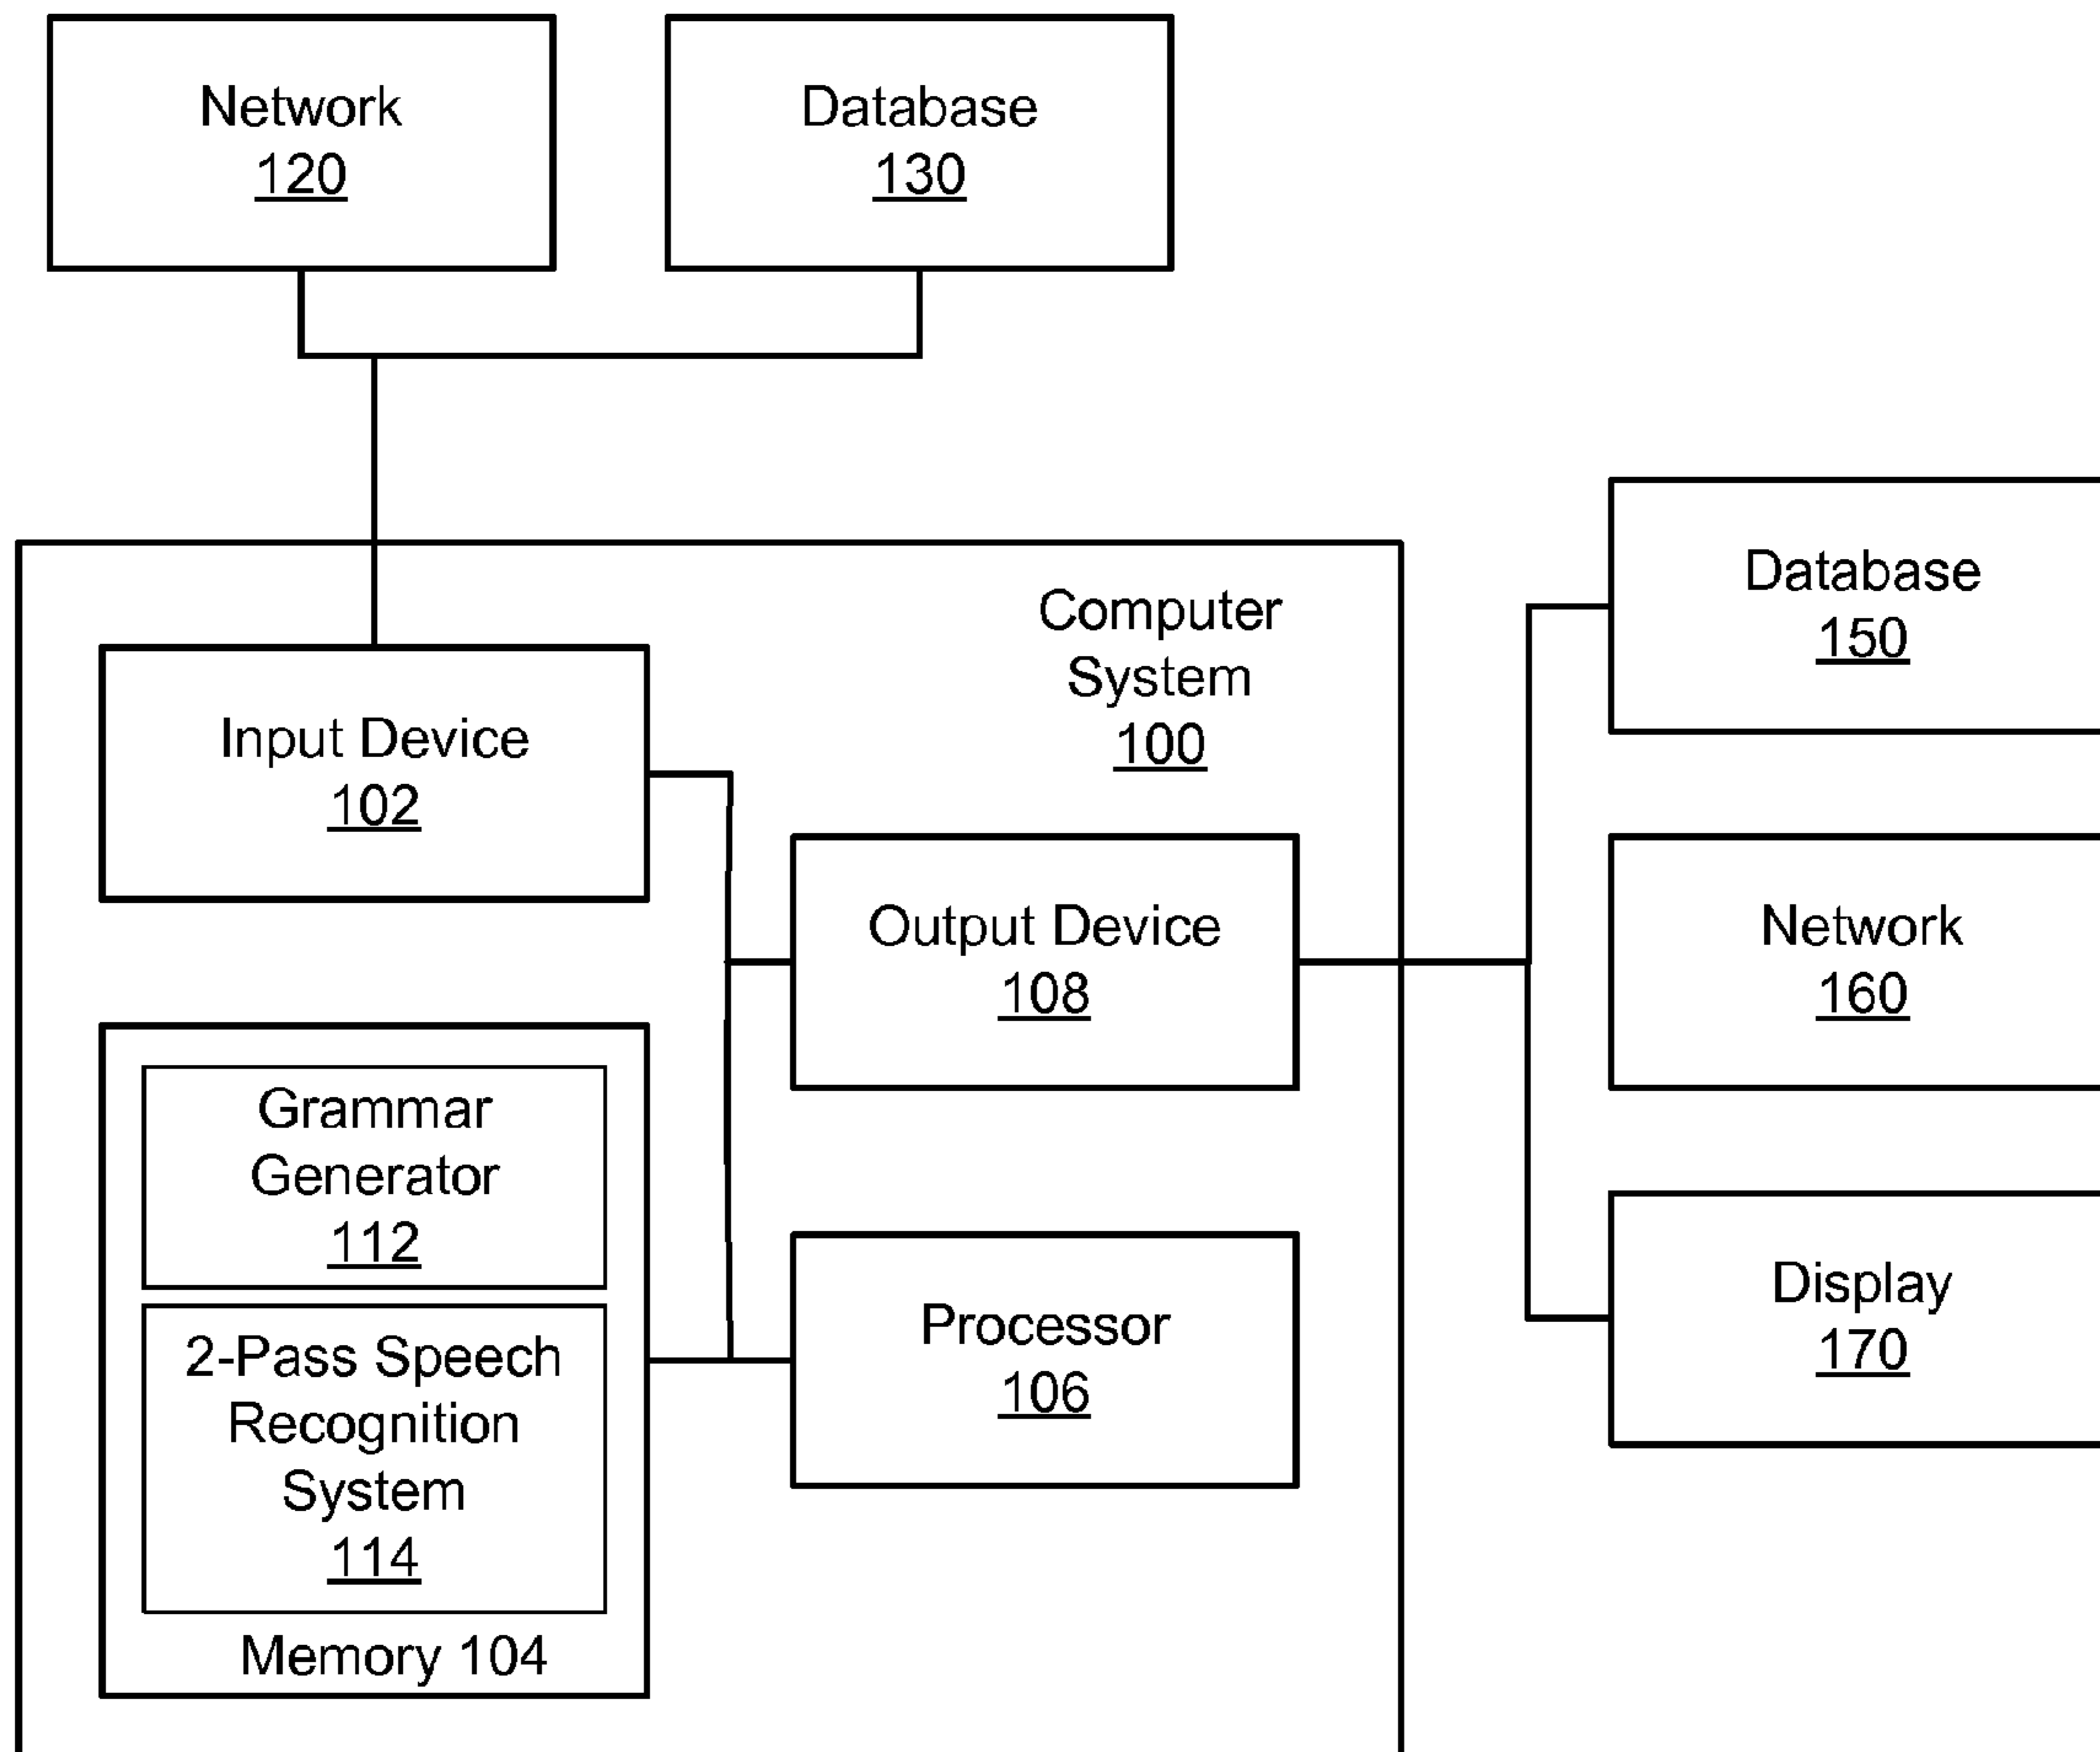 Network
120
Database
130
Computer
System
100
Input Device
102
Database
150
Output Device
108
Network
160
Grammar
Generator
112
2-Pass Speech
Recognition
System
114
Memory 104
Processor
106
Display
170